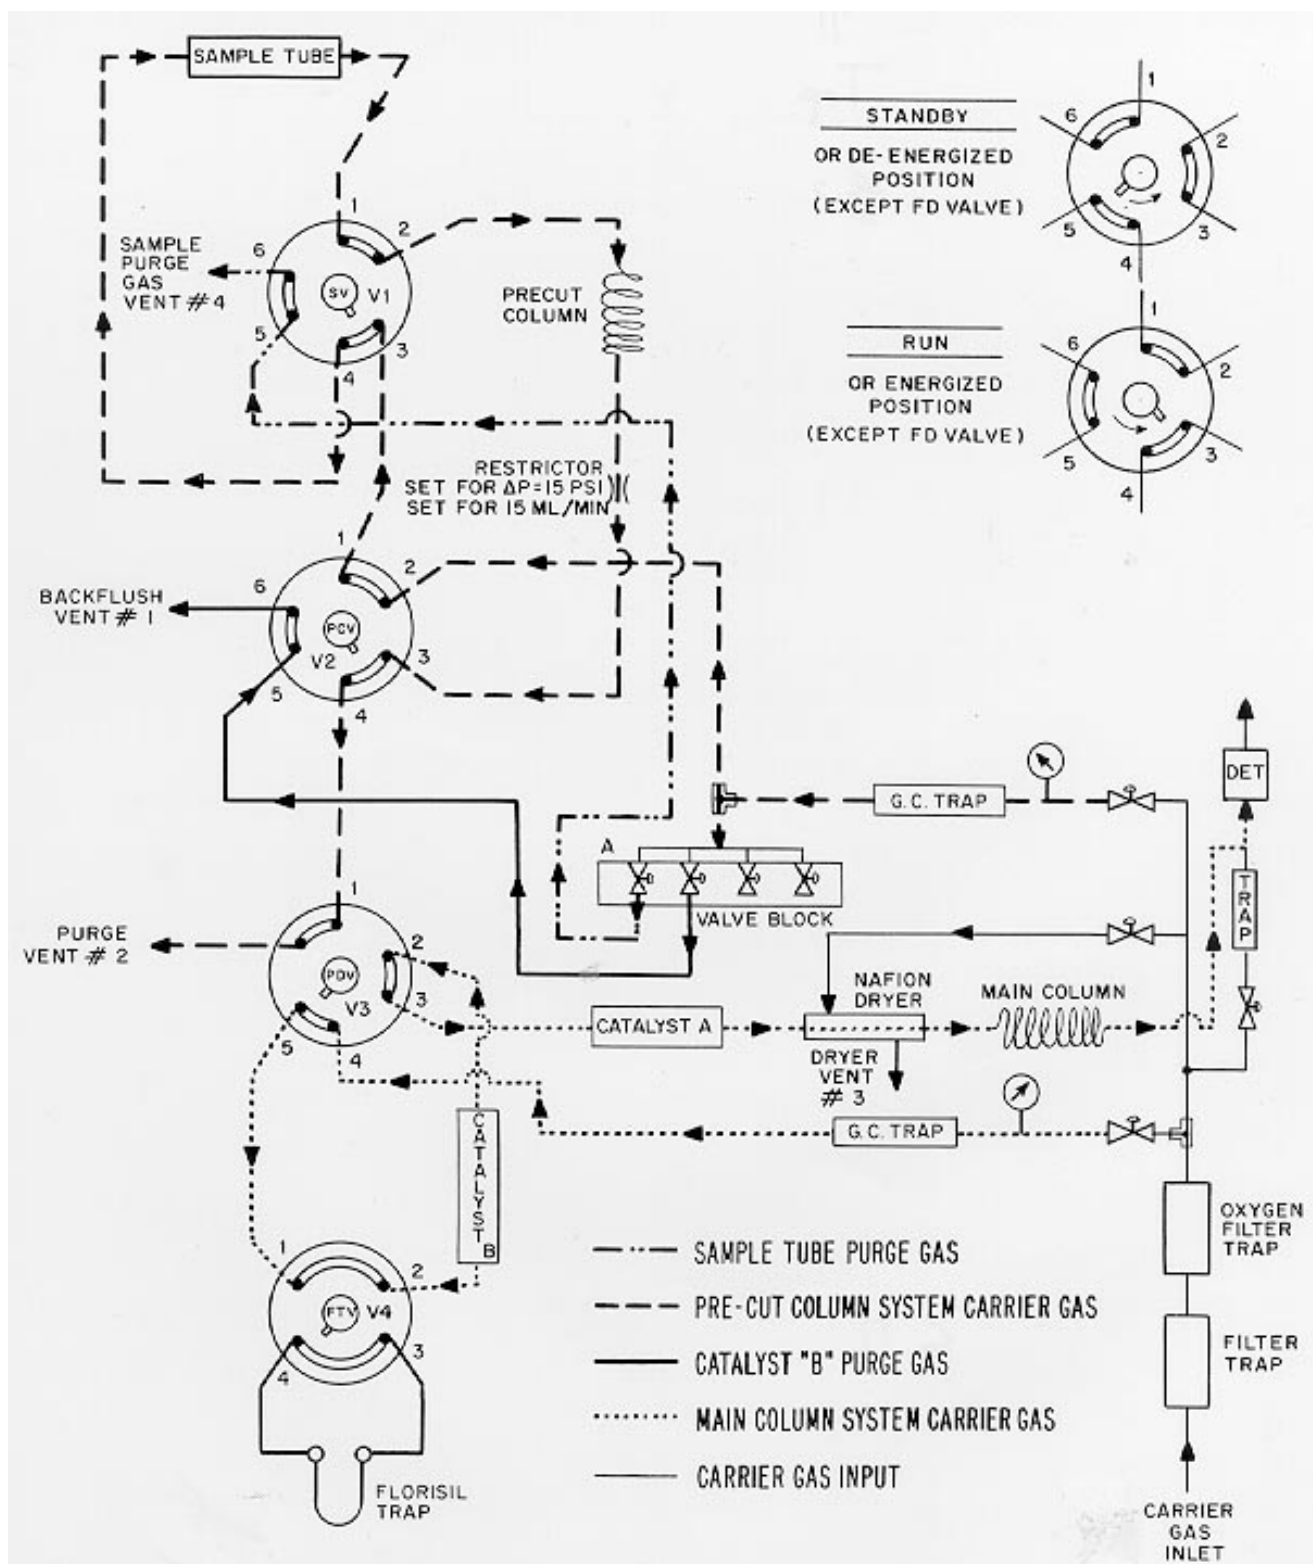 SAMPLE TUBE
STANDBY
OR DE-ENERGIZED
POSITION
(EXCEPT FD VALVE)
1
2
3
4
5
6
RUN
OR ENERGIZED
POSITION
(EXCEPT FD VALVE)
1
2
3
4
5
6
SAMPLE
PURGE
GAS
VENT #4
1
2
3
4
5
6
SV
V1
PRECUT
COLUMN
RESTRICTOR
SET FOR ΔP=15 PSI
SET FOR 15 ML/MIN
BACKFLUSH
VENT # 1
1
2
3
4
5
6
PCV
V2
G.C. TRAP
DET
TRAP
A
VALVE BLOCK
PURGE
VENT # 2
1
2
3
4
5
PDV
V3
CATALYST A
NAFION
DRYER
MAIN COLUMN
DRYER
VENT
# 3
G.C. TRAP
CATALYST B
1
2
3
4
FTV
V4
FLORISIL
TRAP
SAMPLE TUBE PURGE GAS
PRE-CUT COLUMN SYSTEM CARRIER GAS
CATALYST "B" PURGE GAS
MAIN COLUMN SYSTEM CARRIER GAS
CARRIER GAS INPUT
OXYGEN
FILTER
TRAP
FILTER
TRAP
CARRIER
GAS
INLET